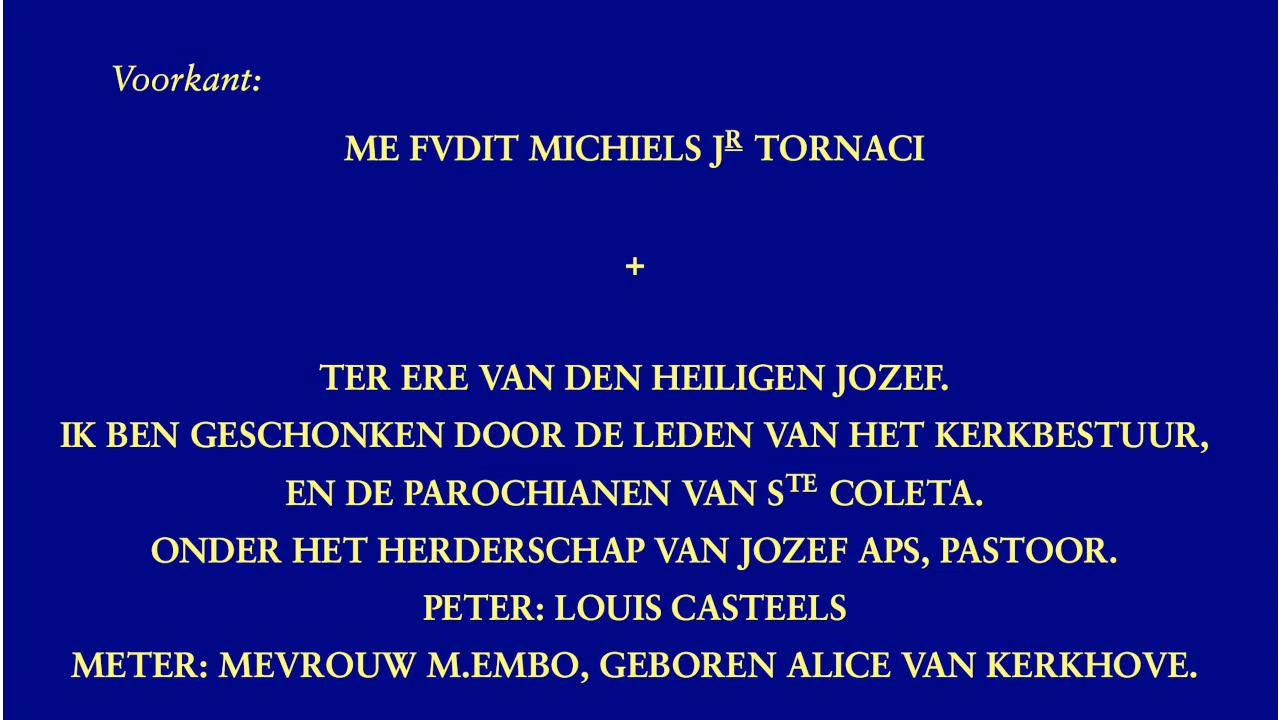 Voorkant:
ME FVDIT MICHIELS Jᴿ TORNACI
+
TER ERE VAN DEN HEILIGEN JOZEF.
IK BEN GESCHONKEN DOOR DE LEDEN VAN HET KERKBESTUUR,
EN DE PAROCHIANEN VAN Sᵀᴱ COLETA.
ONDER HET HERDERSCHAP VAN JOZEF APS, PASTOOR.
PETER: LOUIS CASTEELS
METER: MEVROUW M.EMBO, GEBOREN ALICE VAN KERKHOVE.